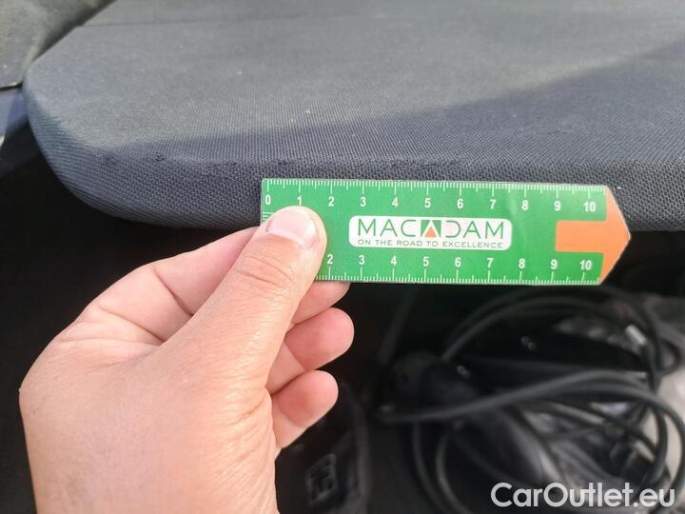 0 1 2 3 4 5 6 7 8 9 10
MACADAM
ON THE ROAD TO EXCELLENCE
2 3 4 5 6 7 8 9 10
CarOutlet.eu